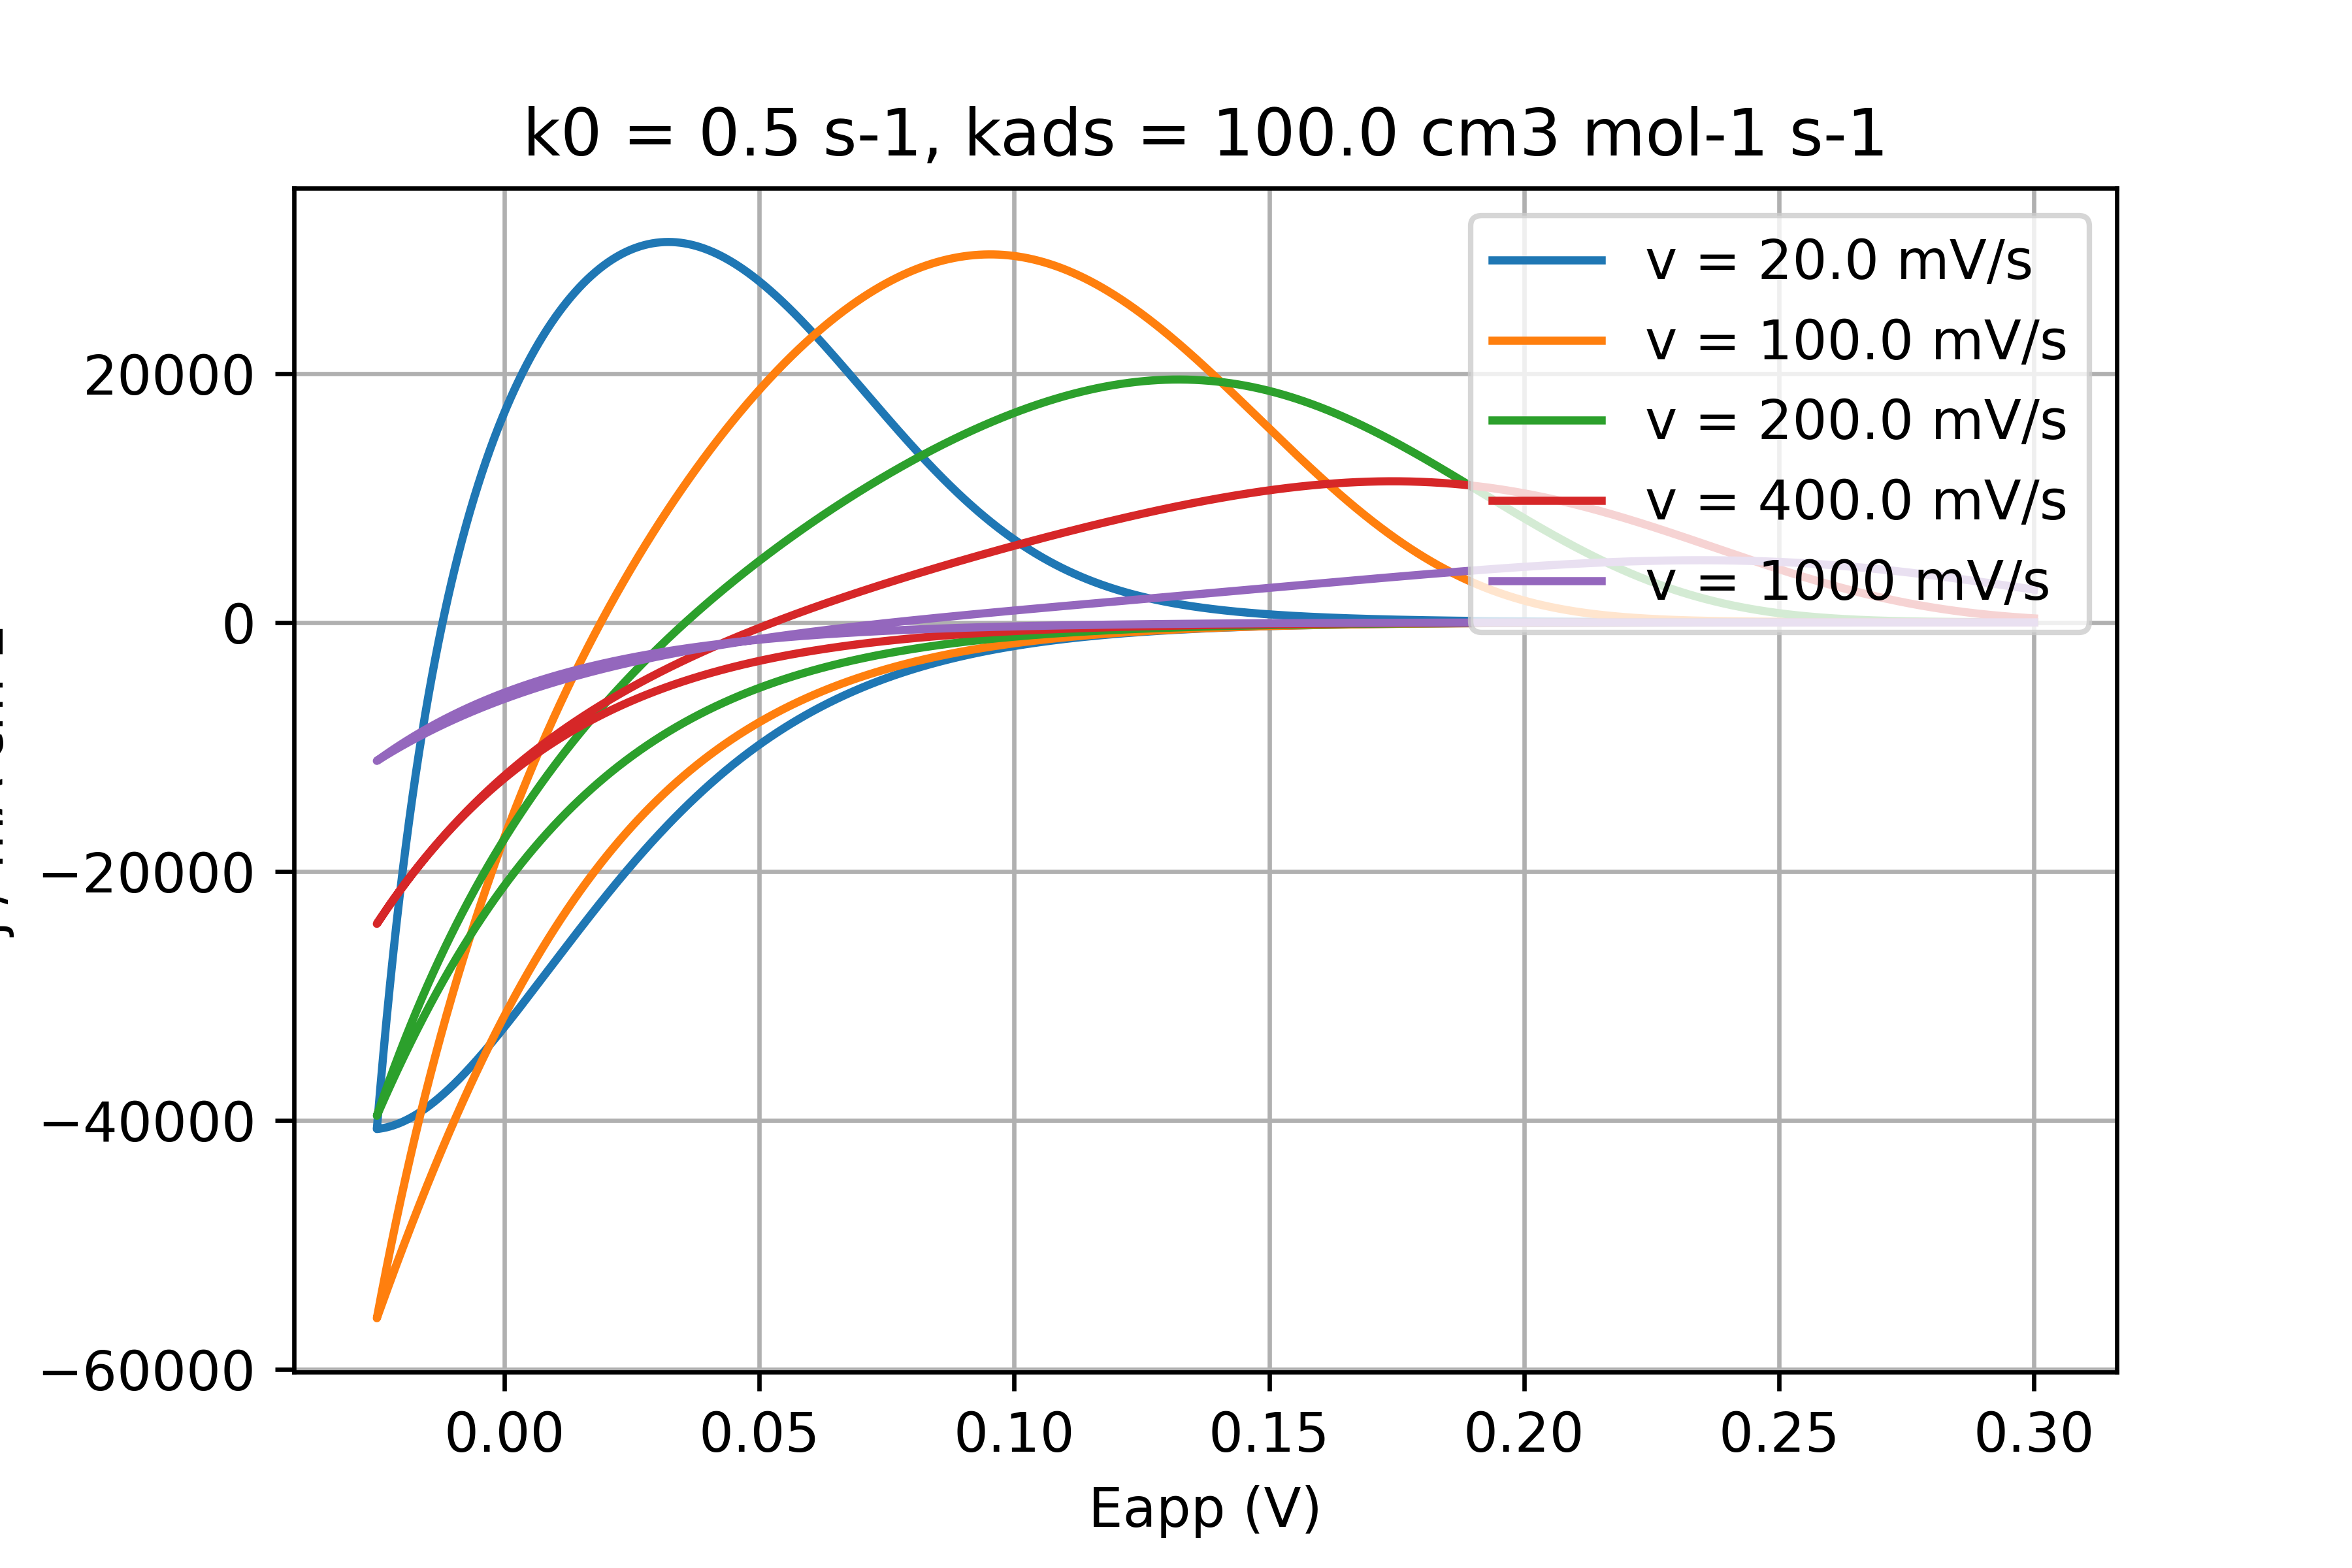 k0 = 0.5 s-1, kads = 100.0 cm3 mol-1 s-1
v = 20.0 mV/s
v = 100.0 mV/s
v = 200.0 mV/s
v = 400.0 mV/s
v = 1000 mV/s
20000
0
−20000
−40000
−60000
0.00 0.05 0.10 0.15 0.20 0.25 0.30
Eapp (V)